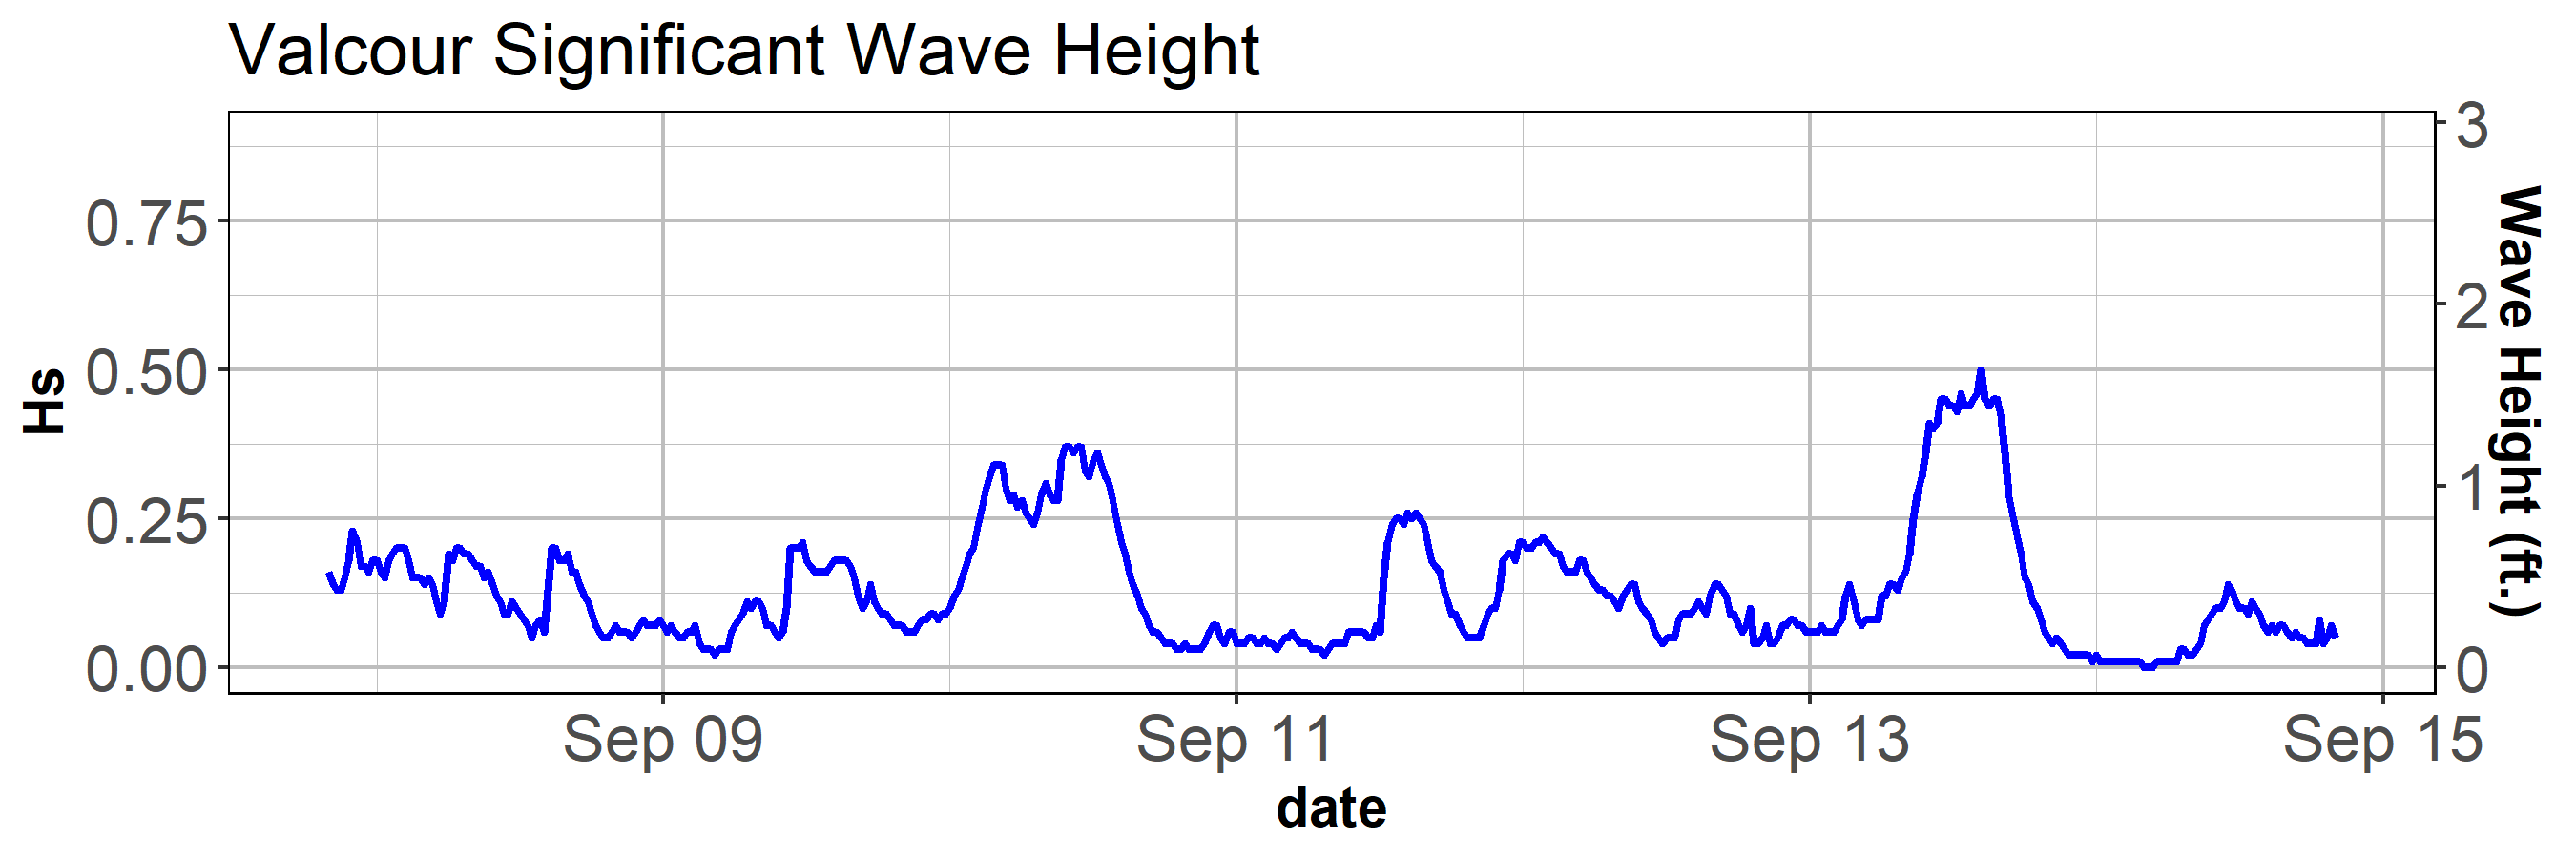 Valcour Significant Wave Height
Hs
0.75
0.50
0.25
0.00
3
2
1
0
Wave Height (ft.)
Sep 09 Sep 11 Sep 13 Sep 15
date